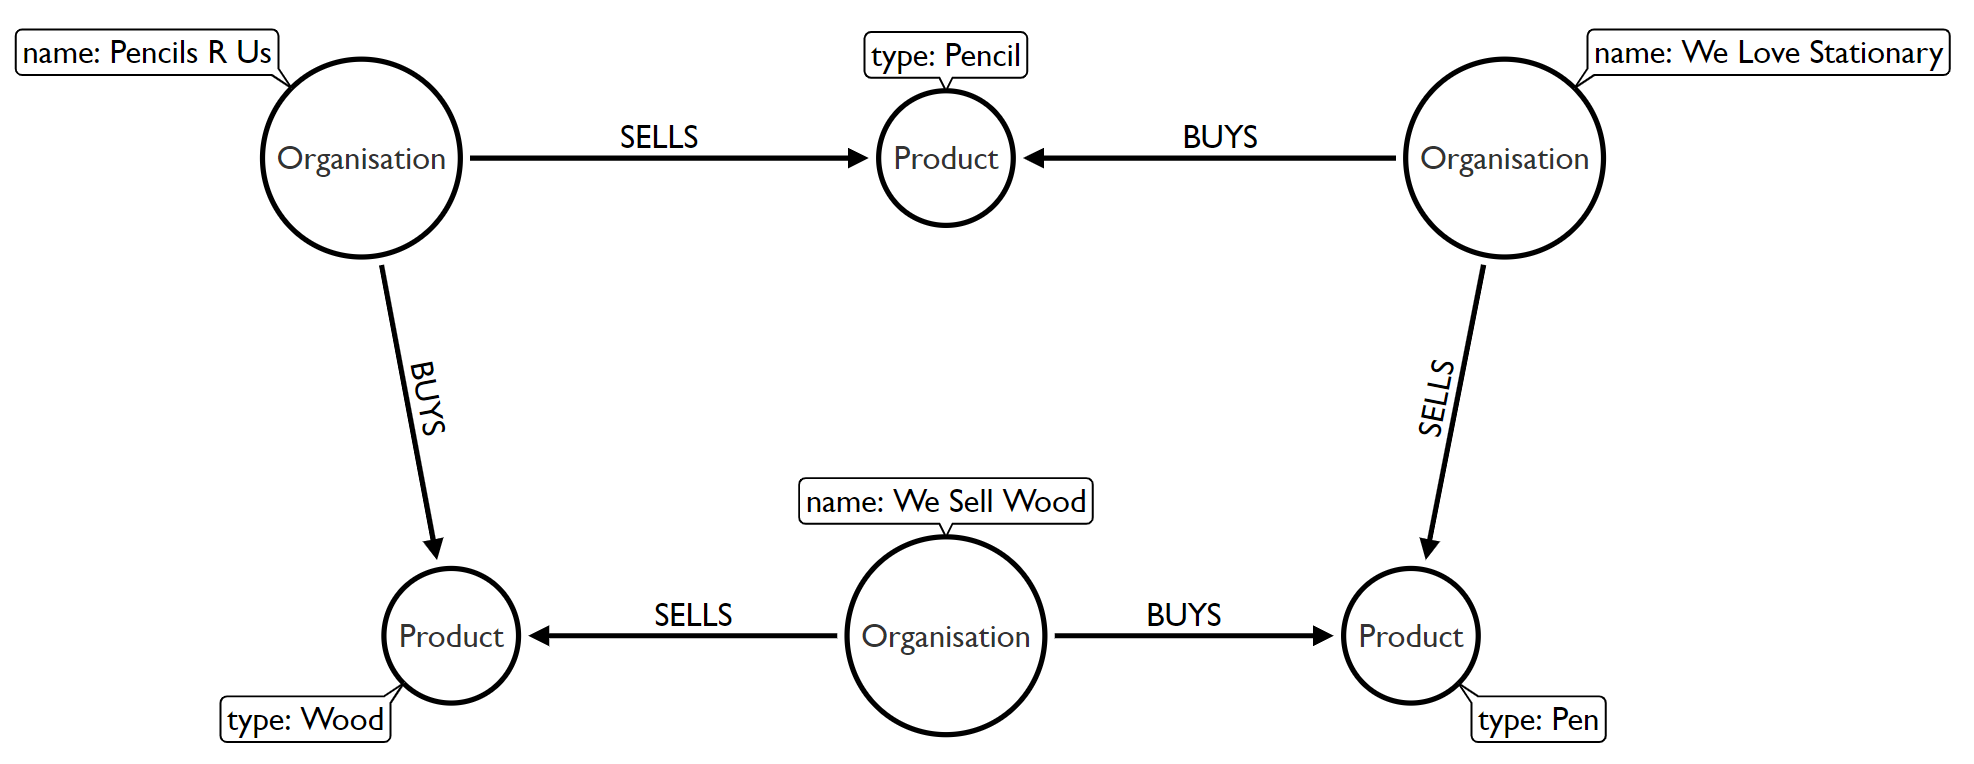 name: Pencils R Us
type: Pencil
name: We Love Stationary
Organisation
SELLS
Product
BUYS
Organisation
BUYS
SELLS
name: We Sell Wood
Product
SELLS
Organisation
BUYS
Product
type: Wood
type: Pen